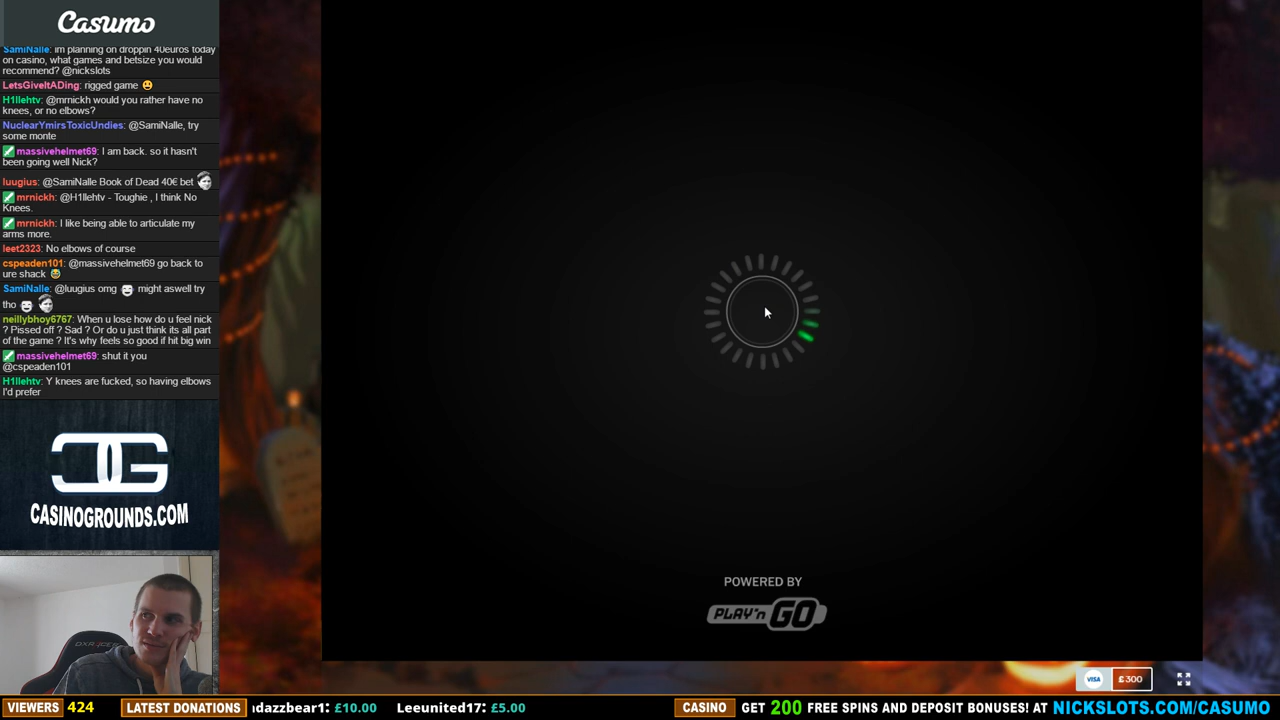 Casumo
SamiNalle: im planning on droppin 40euros today
on casino, what games and betsize you would
recommend? @nickslots
LetsGiveItADing: rigged game
H1llehtv: @mrnickh would you rather have no
knees, or no elbows?
NuclearYmirsToxicUndies: @SamiNalle, try
some monte
massivehelmet69: I am back. so it hasn't
been going well Nick?
luugius: @SamiNalle Book of Dead 40€ bet
mrnickh: @H1llehtv - Toughie , I think No
Knees.
mrnickh: I like being able to articulate my
arms more.
leet2323: No elbows of course
cspeaden101: @massivehelmet69 go back to
ure shack
SamiNalle: @luugius omg might aswell try
tho
neillybhoy6767: When u lose how do u feel nick
? Pissed off ? Sad ? Or do u just think its all part
of the game ? It's why feels so good if hit big win
massivehelmet69: shut it you
@cspeaden101
H1llehtv: Y knees are fucked, so having elbows
I'd prefer
CG
CASINOGROUNDS.COM
POWERED BY
PLAY'n GO
VISA £300
VIEWERS 424 LATEST DONATIONS dazzbear1: £10.00 Leeunited17: £5.00 CASINO GET 200 FREE SPINS AND DEPOSIT BONUSES! AT NICKSLOTS.COM/CASUMO